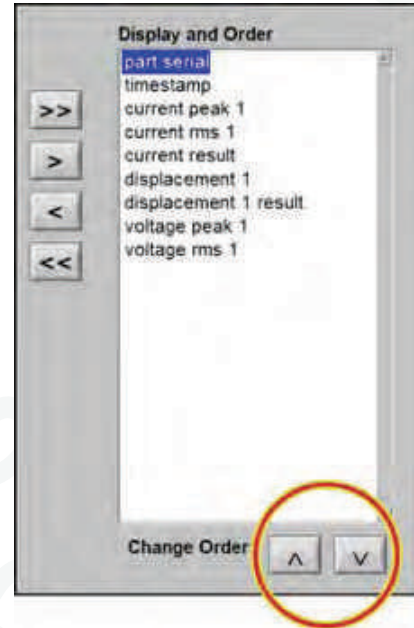 Display and Order
part serial
timestamp
current peak 1
current rms 1
current result
displacement 1
displacement 1 result
voltage peak 1
voltage rms 1
>>
>
<
<<
Change Order ʌ v